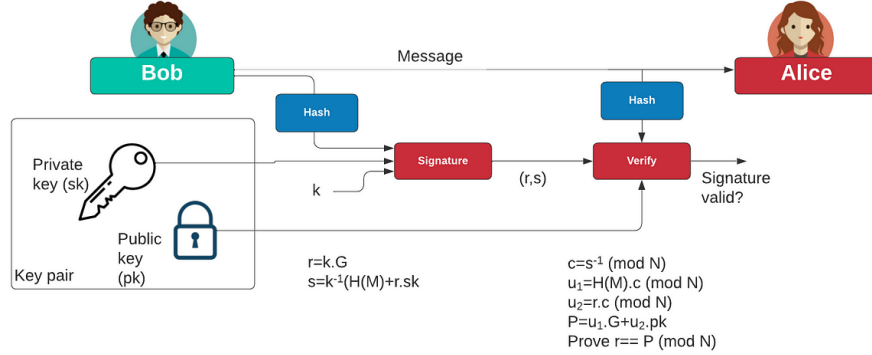 Bob
Message
Alice
Hash
Hash
Private
key (sk)
Signature
Verify
k
(r,s)
Signature
valid?
Public
key
(pk)
Key pair
r=k.G
s=k⁻¹(H(M)+r.sk
c=s⁻¹ (mod N)
u₁=H(M).c (mod N)
u₂=r.c (mod N)
P=u₁.G+u₂.pk
Prove r== P (mod N)